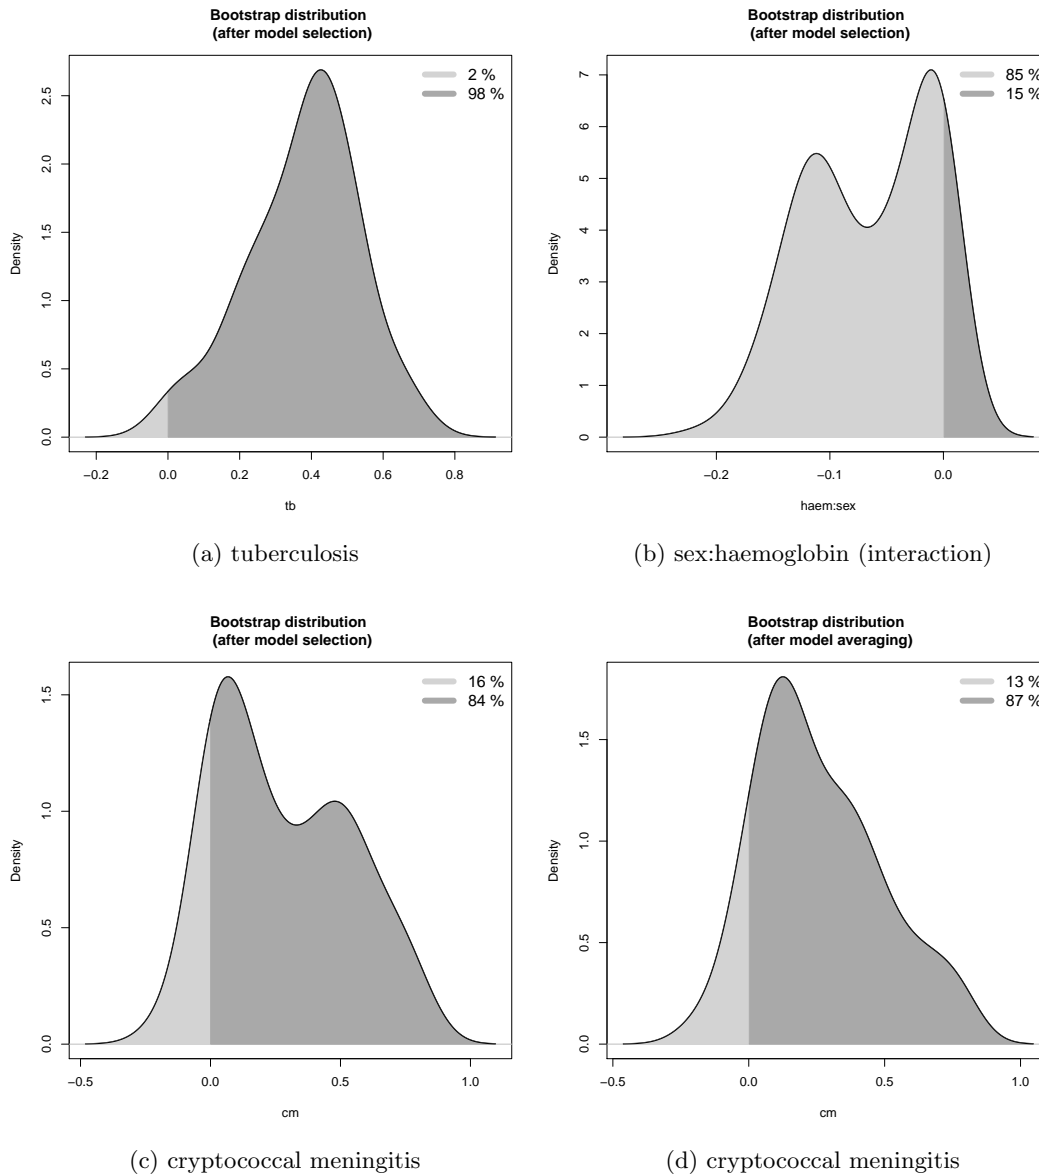 Bootstrap distribution
(after model selection)
2 %
98 %
Density
0.0
0.5
1.0
1.5
2.0
2.5
−0.2
0.0
0.2
0.4
0.6
0.8
tb
(a) tuberculosis
Bootstrap distribution
(after model selection)
85 %
15 %
Density
0
1
2
3
4
5
6
7
−0.2
−0.1
0.0
haem:sex
(b) sex:haemoglobin (interaction)
Bootstrap distribution
(after model selection)
16 %
84 %
Density
0.0
0.5
1.0
1.5
−0.5
0.0
0.5
1.0
cm
(c) cryptococcal meningitis
Bootstrap distribution
(after model averaging)
13 %
87 %
Density
0.0
0.5
1.0
1.5
−0.5
0.0
0.5
1.0
cm
(d) cryptococcal meningitis